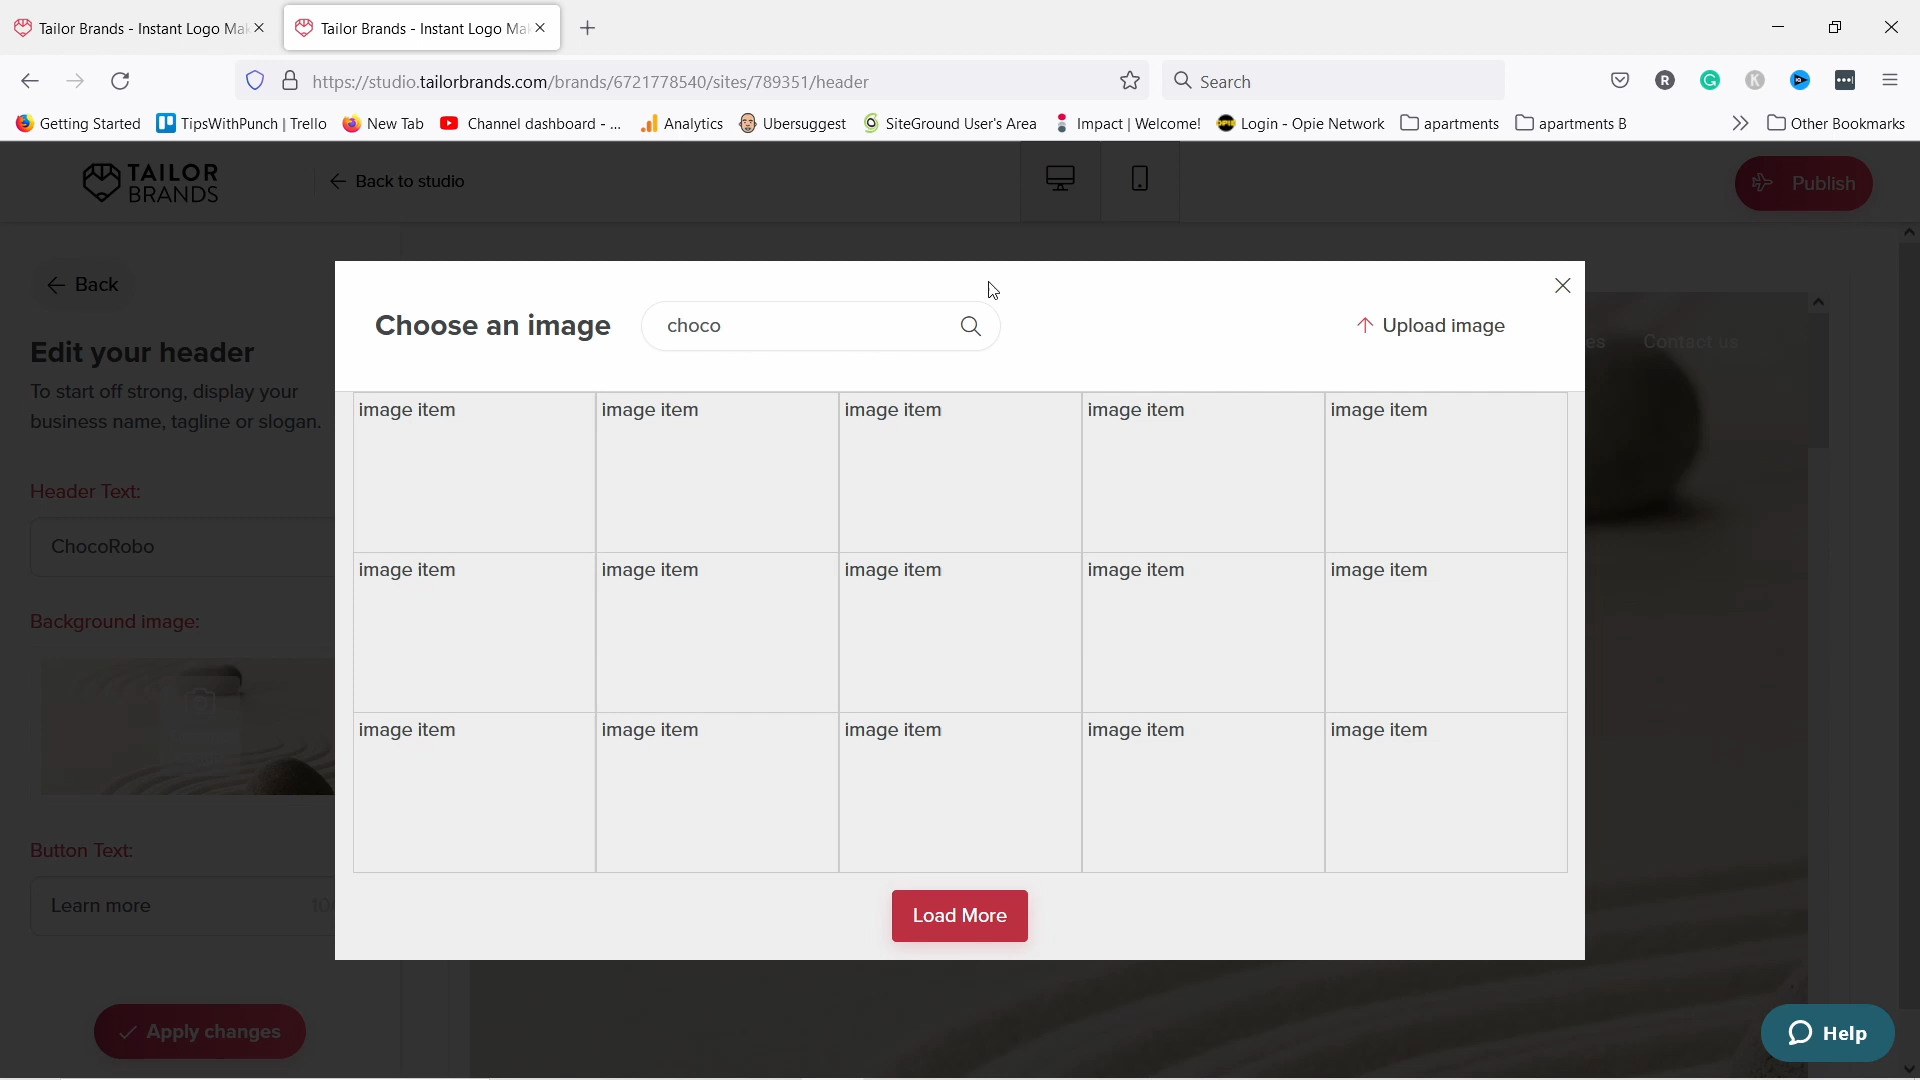 Tailor Brands - Instant Logo Ma
Tailor Brands - Instant Logo Ma
https://studio.tailorbrands.com/brands/6721778540/sites/789351/header
Search
Getting Started
TipsWithPunch | Trello
New Tab
Channel dashboard - ...
Analytics
Ubersuggest
SiteGround User's Area
Impact | Welcome!
Login - Opie Network
apartments
apartments B
Other Bookmarks
TAILOR
BRANDS
Back to studio
Publish
Back
Choose an image
choco
Upload image
es
Contact us
Edit your header
To start off strong, display your
business name, tagline or slogan.
image item image item image item image item image item
Header Text:
ChocoRobo
image item image item image item image item image item
Background image:
image item image item image item image item image item
Button Text:
Learn more
10
Load More
Apply changes
Help